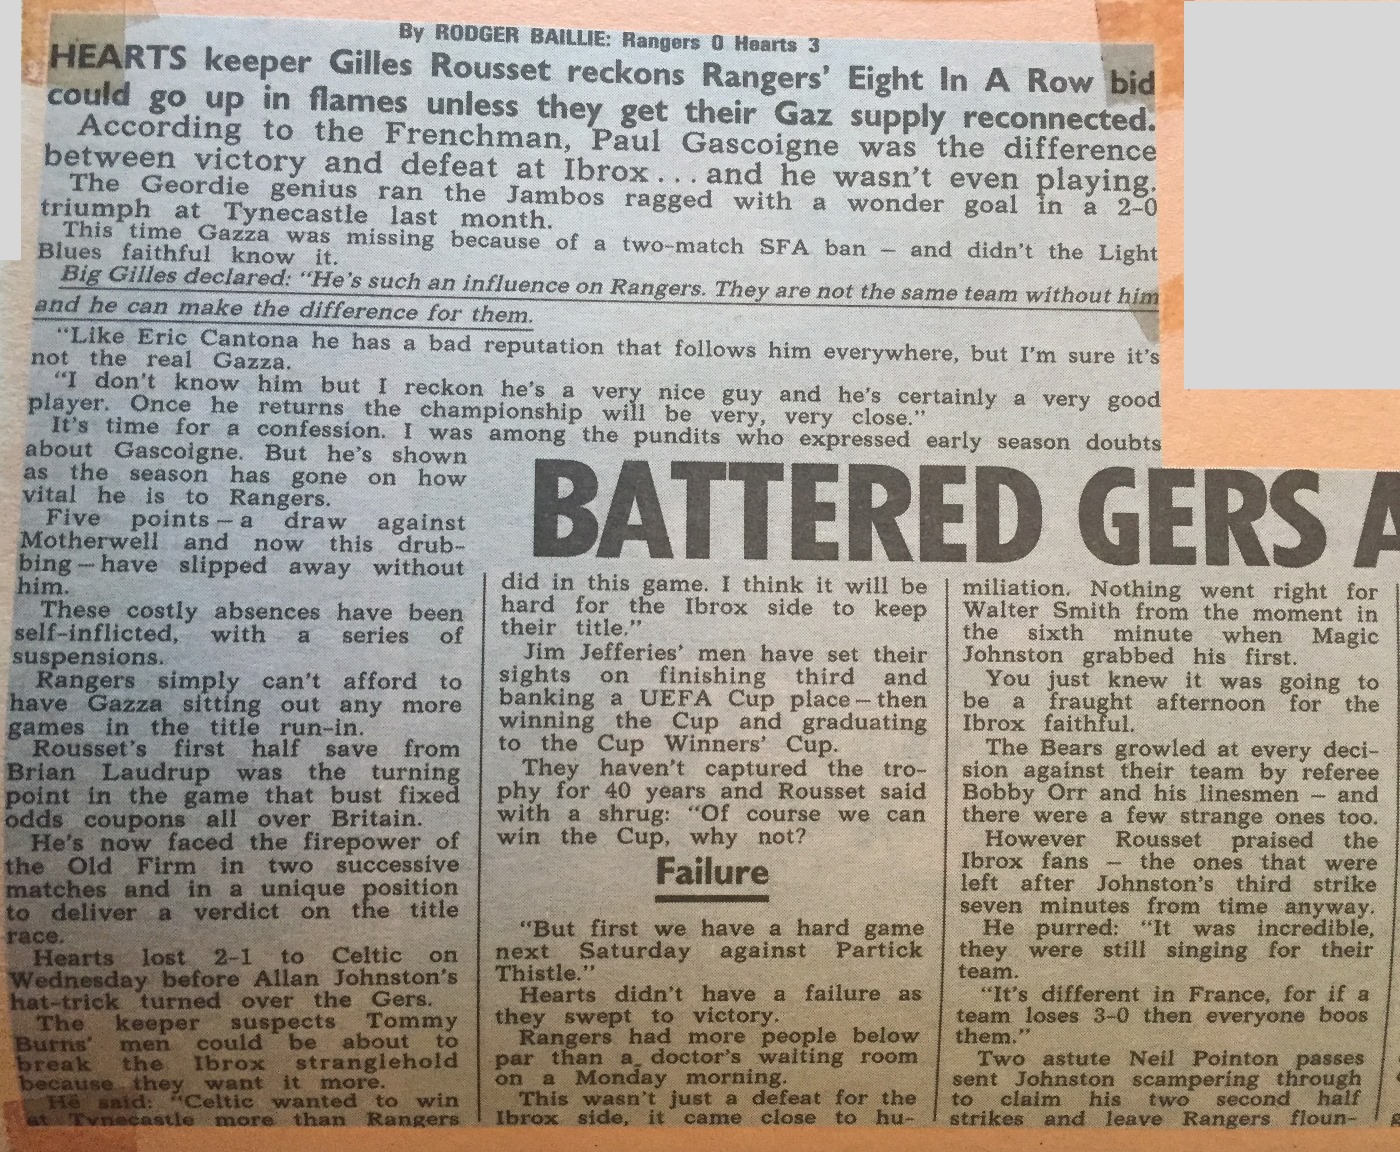 By RODGER BAILLIE: Rangers 0 Hearts 3
HEARTS keeper Gilles Rousset reckons Rangers' Eight In A Row bid
could go up in flames unless they get their Gaz supply reconnected.
According to the Frenchman, Paul Gascoigne was the difference
between victory and defeat at Ibrox... and he wasn't even playing.
The Geordie genius ran the Jambos ragged with a wonder goal in a 2-0
triumph at Tynecastle last month.
This time Gazza was missing because of a two-match SFA ban – and didn't the Light
Blues faithful know it.
Big Gilles declared: "He's such an influence on Rangers. They are not the same team without him
and he can make the difference for them.
"Like Eric Cantona he has a bad reputation that follows him everywhere, but I'm sure it's
not the real Gazza.
"I don't know him but I reckon he's a very nice guy and he's certainly a very good
player. Once he returns the championship will be very, very close."
It's time for a confession. I was among the pundits who expressed early season doubts
about Gascoigne. But he's shown
as the season has gone on how
vital he is to Rangers.
Five points – a draw against
Motherwell and now this drub-
bing – have slipped away without
him.
These costly absences have been
self-inflicted, with a series of
suspensions.
Rangers simply can't afford to
have Gazza sitting out any more
games in the title run-in.
Rousset's first half save from
Brian Laudrup was the turning
point in the game that bust fixed
odds coupons all over Britain.
He's now faced the firepower of
the Old Firm in two successive
matches and in a unique position
to deliver a verdict on the title
race.
Hearts lost 2-1 to Celtic on
Wednesday before Allan Johnston's
hat-trick turned over the Gers.
The keeper suspects Tommy
Burns' men could be about to
break the Ibrox stranglehold
because they want it more.
He said: "Celtic wanted to win
at Tynecastle more than Rangers
BATTERED GERS A
did in this game. I think it will be
hard for the Ibrox side to keep
their title."
Jim Jefferies' men have set their
sights on finishing third and
banking a UEFA Cup place – then
winning the Cup and graduating
to the Cup Winners' Cup.
They haven't captured the tro-
phy for 40 years and Rousset said
with a shrug: "Of course we can
win the Cup, why not?
Failure
"But first we have a hard game
next Saturday against Partick
Thistle."
Hearts didn't have a failure as
they swept to victory.
Rangers had more people below
par than a doctor's waiting room
on a Monday morning.
This wasn't just a defeat for the
Ibrox side, it came close to hu-
miliation. Nothing went right for
Walter Smith from the moment in
the sixth minute when Magic
Johnston grabbed his first.
You just knew it was going to
be a fraught afternoon for the
Ibrox faithful.
The Bears growled at every deci-
sion against their team by referee
Bobby Orr and his linesmen – and
there were a few strange ones too.
However Rousset praised the
Ibrox fans – the ones that were
left after Johnston's third strike
seven minutes from time anyway.
He purred: "It was incredible,
they were still singing for their
team.
"It's different in France, for if a
team loses 3-0 then everyone boos
them."
Two astute Neil Pointon passes
sent Johnston scampering through
to claim his two second half
strikes and leave Rangers floun-